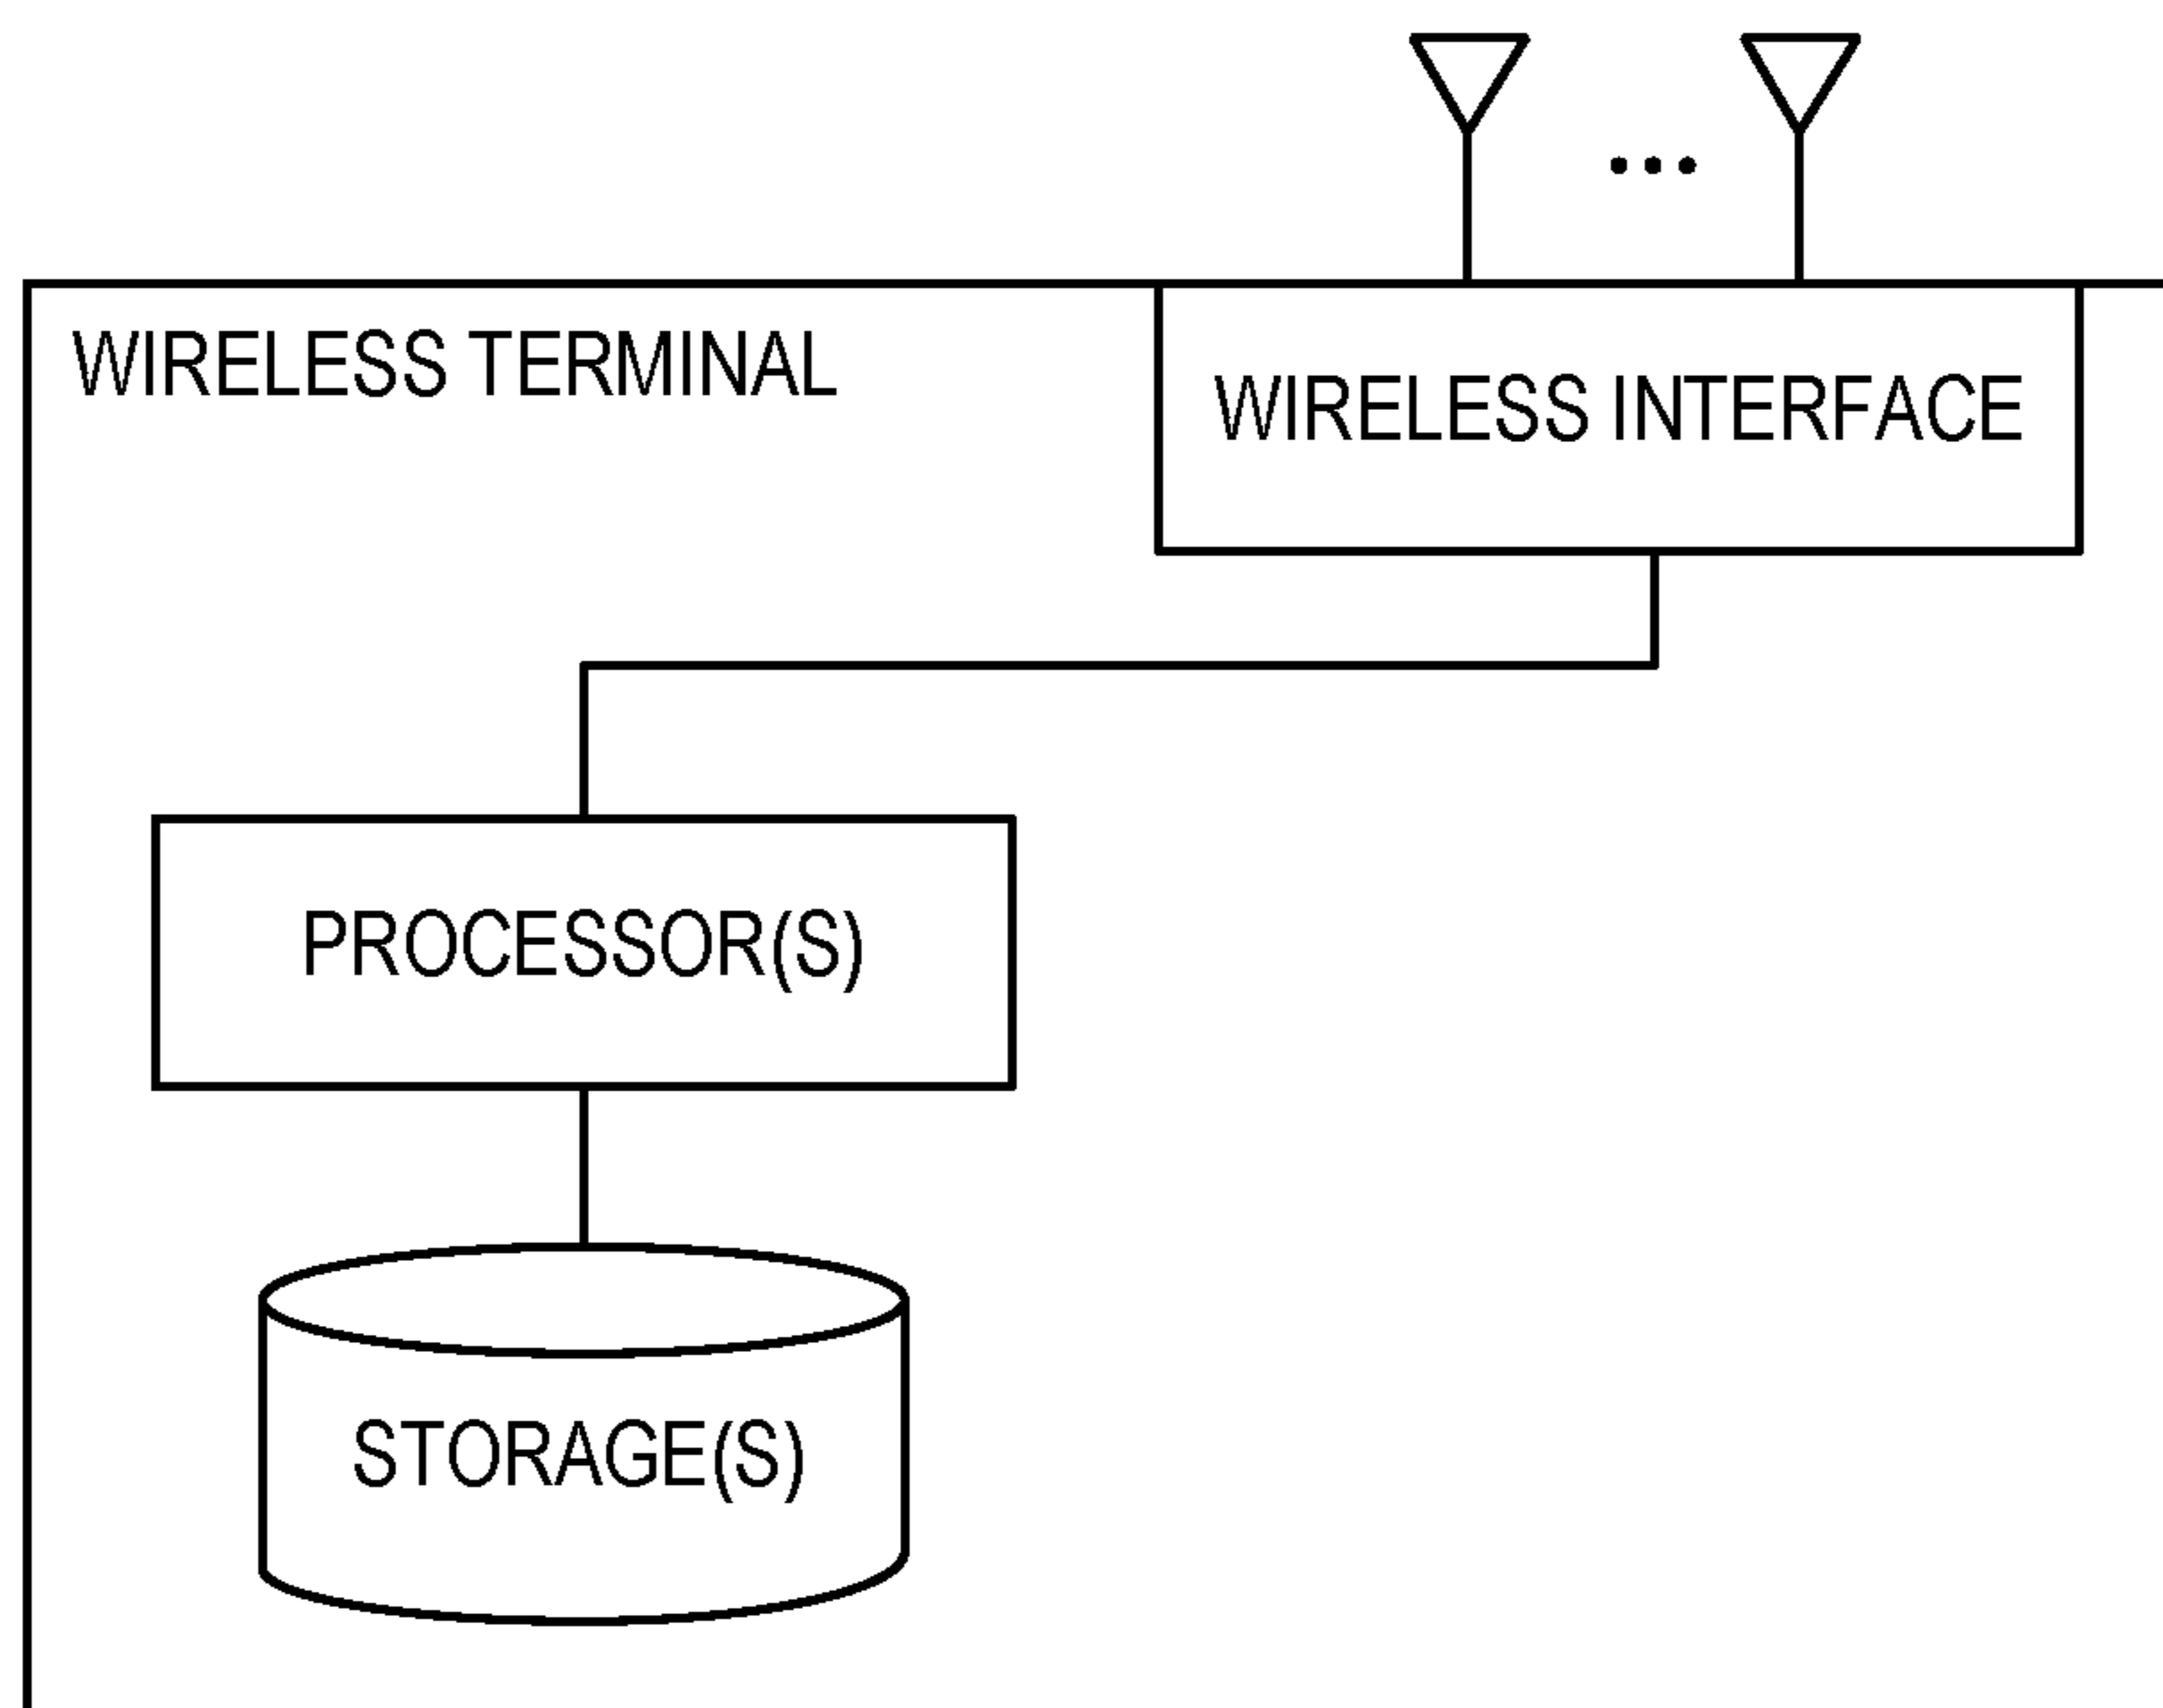 WIRELESS TERMINAL
WIRELESS INTERFACE
PROCESSOR(S)
STORAGE(S)